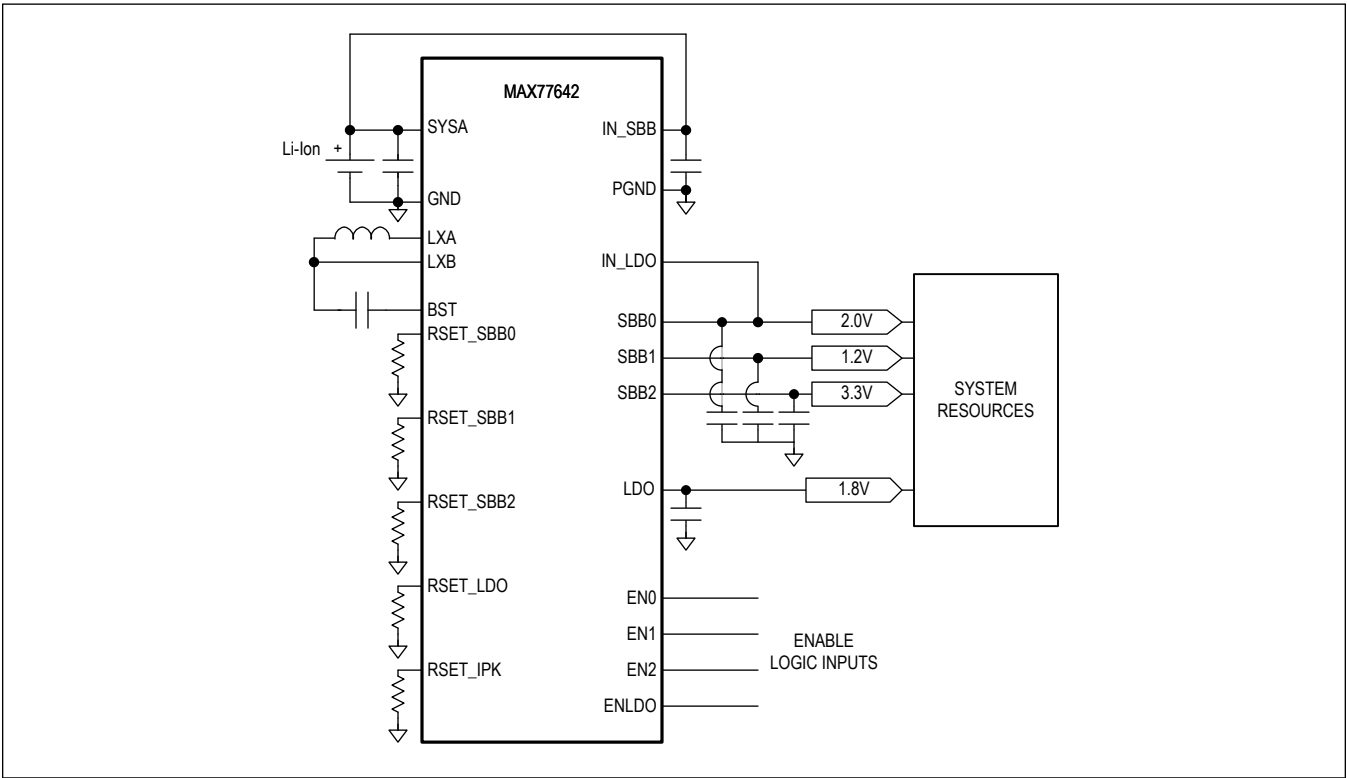 MAX77642
SYSA
IN_SBB
Li-Ion +
PGND
GND
LXA
LXB
IN_LDO
BST
SBB0
2.0V
RSET_SBB0
SBB1
1.2V
SBB2
3.3V
SYSTEM
RESOURCES
RSET_SBB1
LDO
1.8V
RSET_SBB2
RSET_LDO
EN0
EN1
ENABLE
LOGIC INPUTS
RSET_IPK
EN2
ENLDO